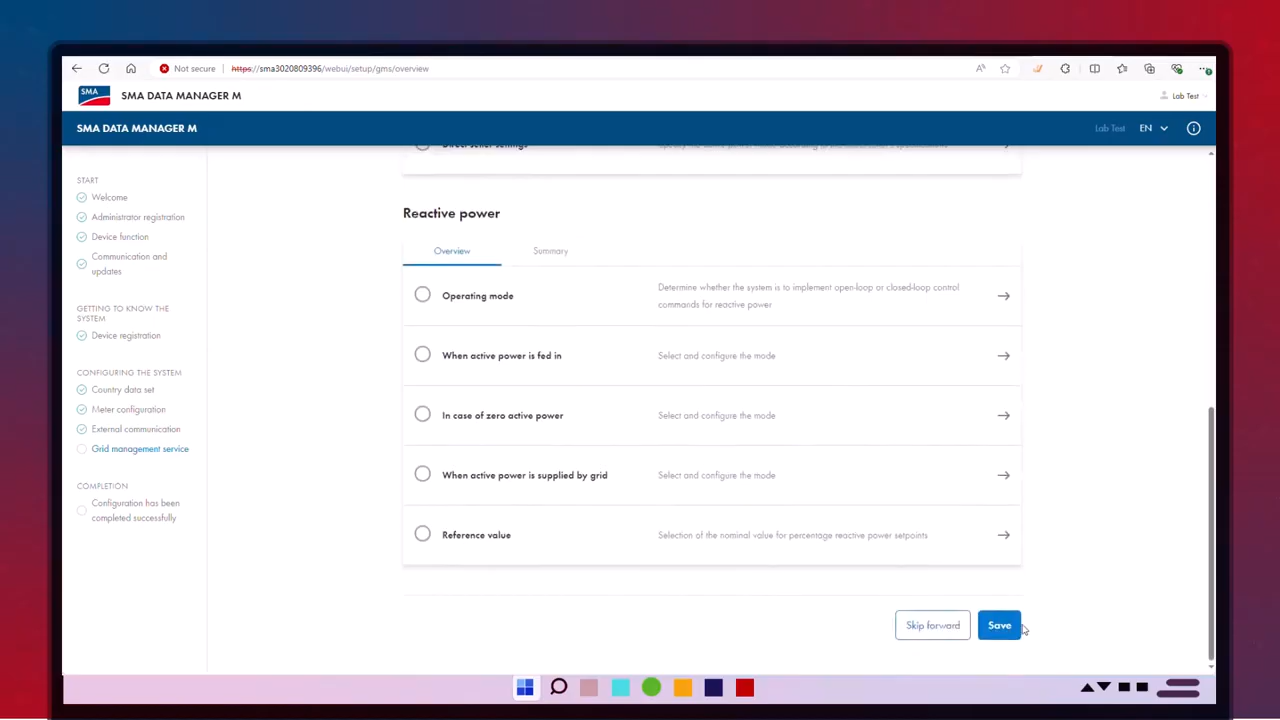 Not secure
https://sma3020809396/webui/setup/gms/overview
SMA
SMA DATA MANAGER M
Lab Test
SMA DATA MANAGER M
Lab Test
EN
START
Welcome
Administrator registration
Device function
Communication and
updates
GETTING TO KNOW THE
SYSTEM
Device registration
CONFIGURING THE SYSTEM
Country data set
Meter configuration
External communication
Grid management service
COMPLETION
Configuration has been
completed successfully
Reactive power
Overview
Summary
Operating mode
Determine whether the system is to implement open-loop or closed-loop control
commands for reactive power
When active power is fed in
Select and configure the mode
In case of zero active power
Select and configure the mode
When active power is supplied by grid
Select and configure the mode
Reference value
Selection of the nominal value for percentage reactive power setpoints
Skip forward
Save